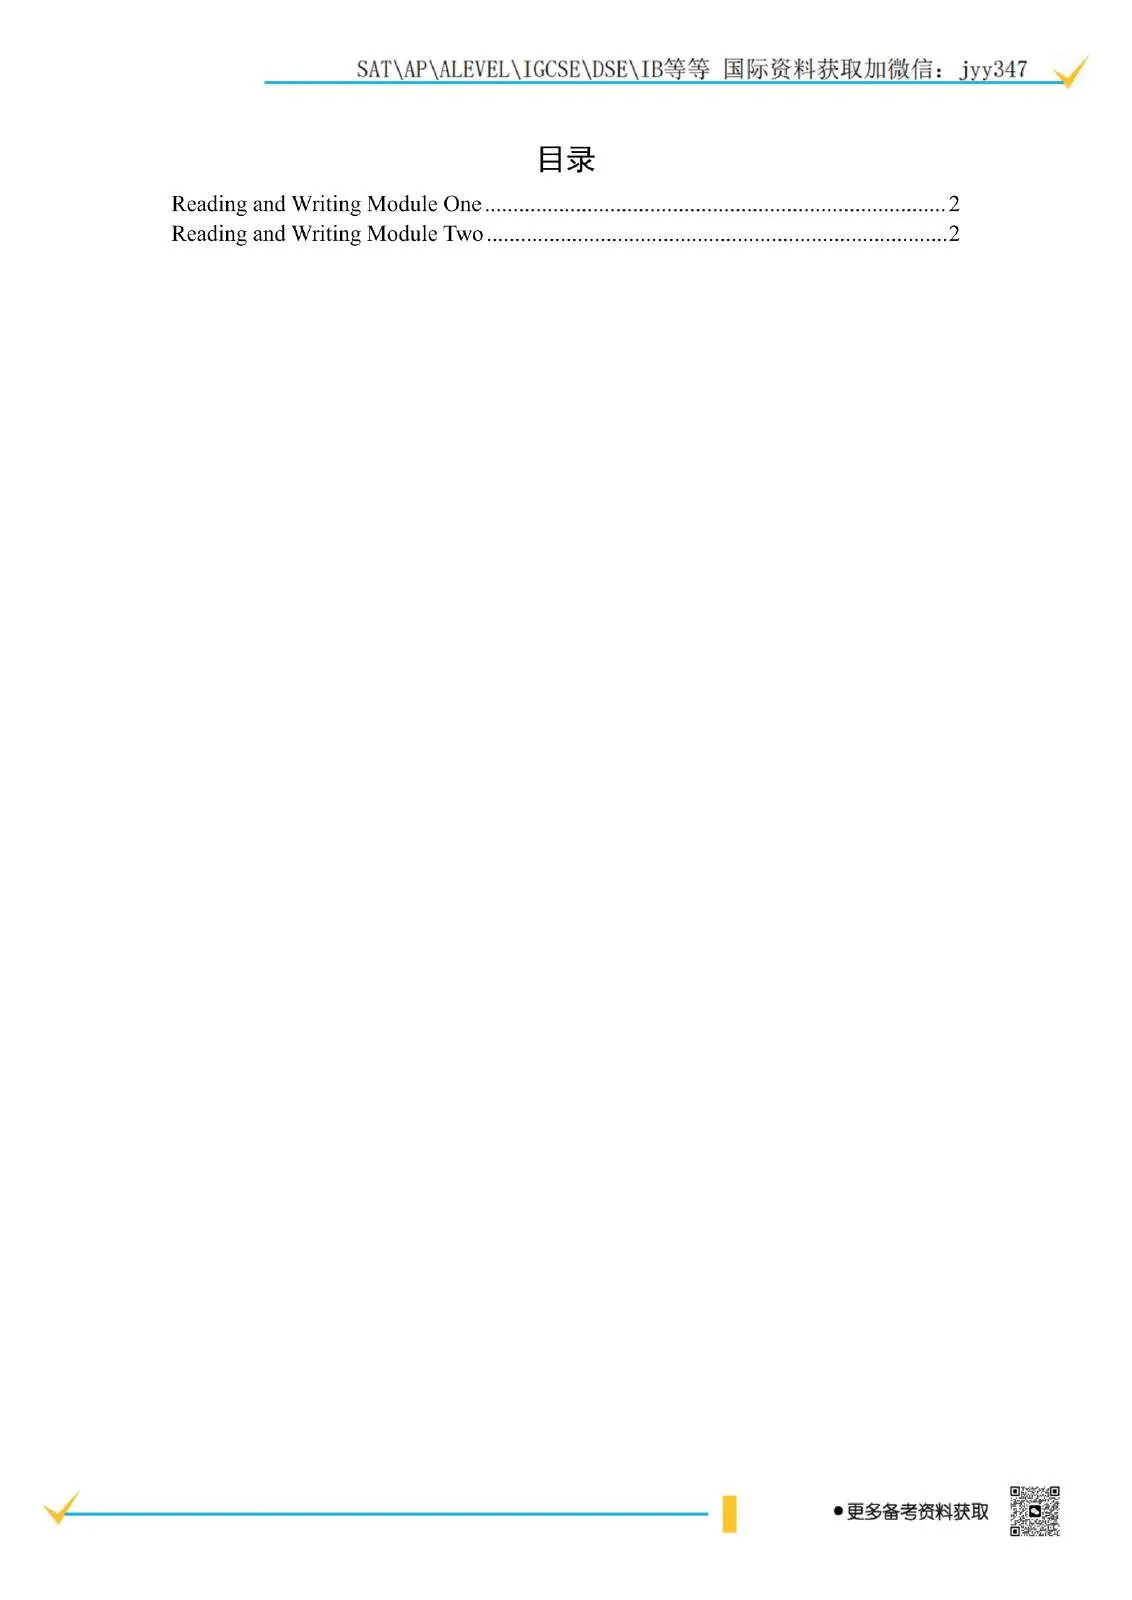 SAT\AP\ALEVEL\IGCSE\DSE\IB等等 国际资料获取加微信：jyy347
目录
Reading and Writing Module One 2
Reading and Writing Module Two 2
●更多备考资料获取